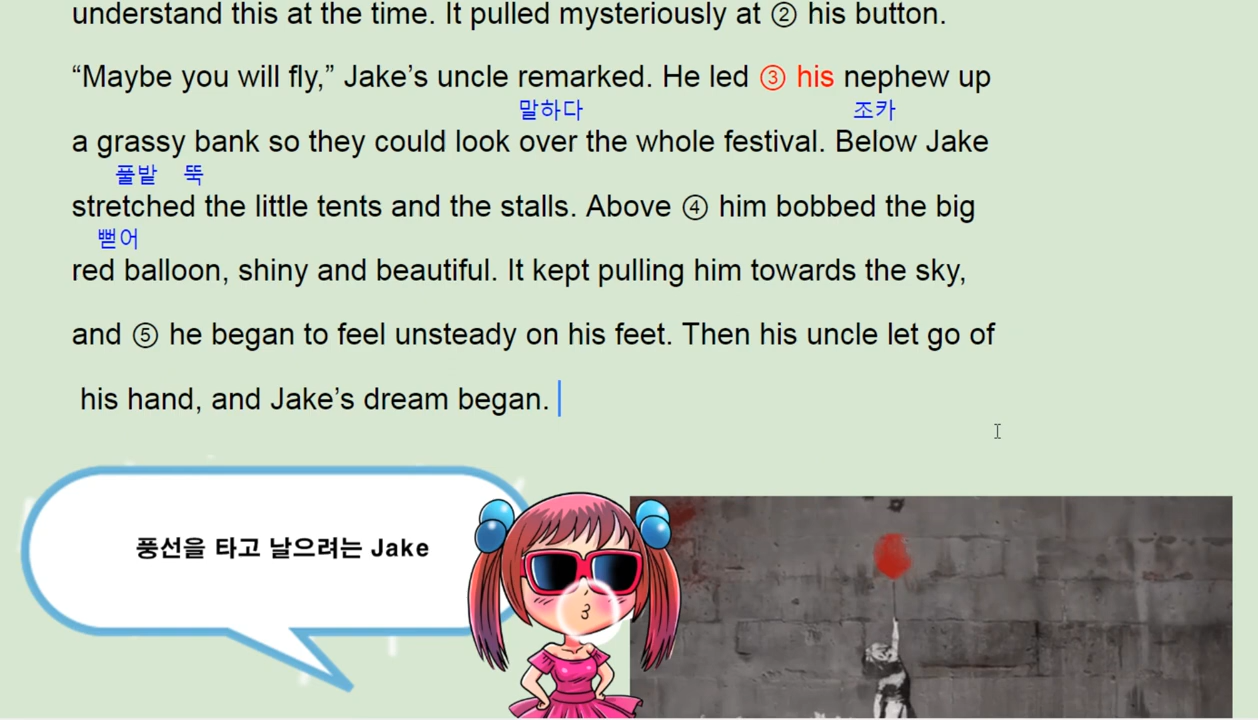 understand this at the time. It pulled mysteriously at ② his button.
“Maybe you will fly,” Jake’s uncle remarked. He led ③ his nephew up
말하다 조카
a grassy bank so they could look over the whole festival. Below Jake
풀밭 뚝
stretched the little tents and the stalls. Above ④ him bobbed the big
뻗어
red balloon, shiny and beautiful. It kept pulling him towards the sky,
and ⑤ he began to feel unsteady on his feet. Then his uncle let go of
his hand, and Jake’s dream began.
풍선을 타고 날으려는 Jake